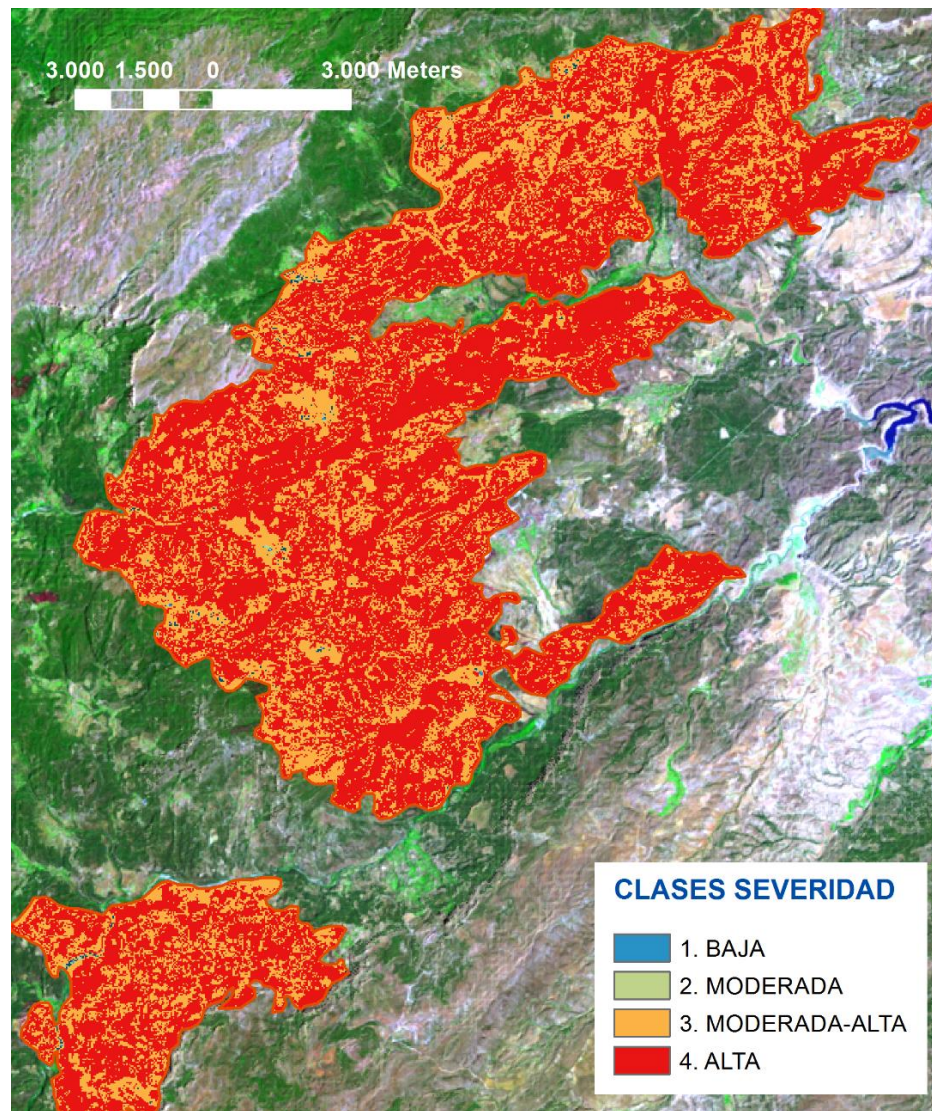 3.000 1.500 0 3.000 Meters
CLASES SEVERIDAD
1. BAJA
2. MODERADA
3. MODERADA-ALTA
4. ALTA